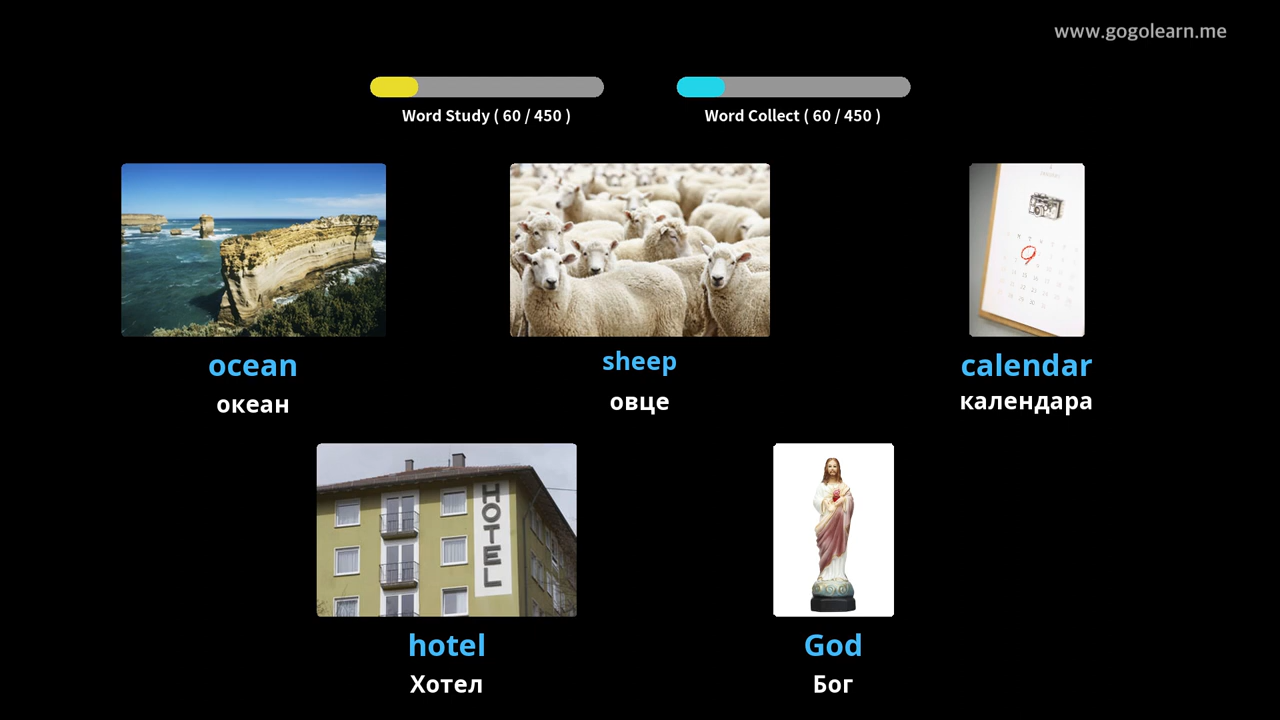 www.gogolearn.me
Word Study ( 60 / 450 )
Word Collect ( 60 / 450 )
ocean
океан
sheep
овце
calendar
календара
HOTEL
hotel
Хотел
God
Бог